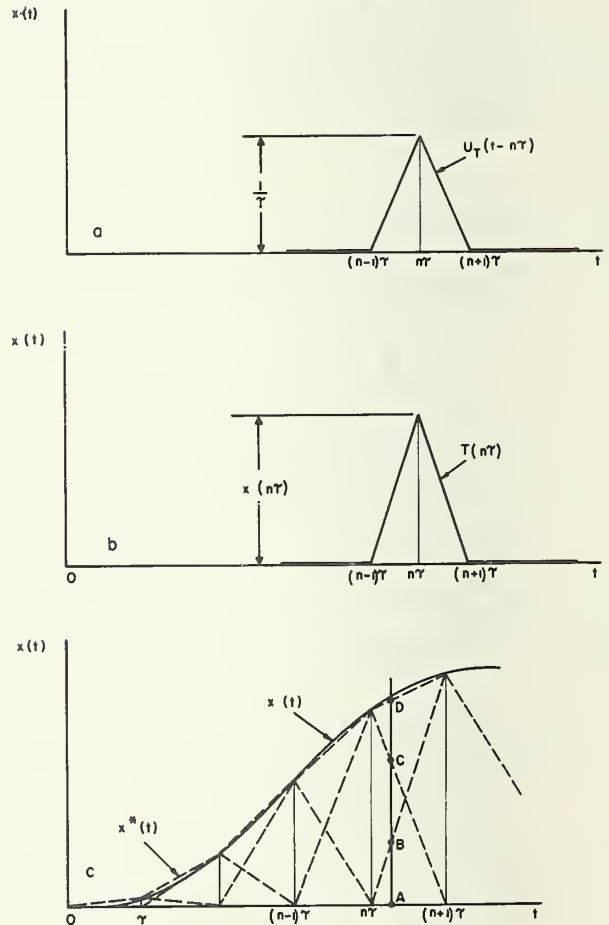 x(t)
1/τ
U_T(t-nτ)
a
(n-1)τ nτ (n+1)τ t
x(t)
x(nτ)
T(nτ)
b
0 (n-1)τ nτ (n+1)τ t
x(t)
x(t)
D
C
x*(t)
B
c
A
0 τ (n-1)τ nτ (n+1)τ t